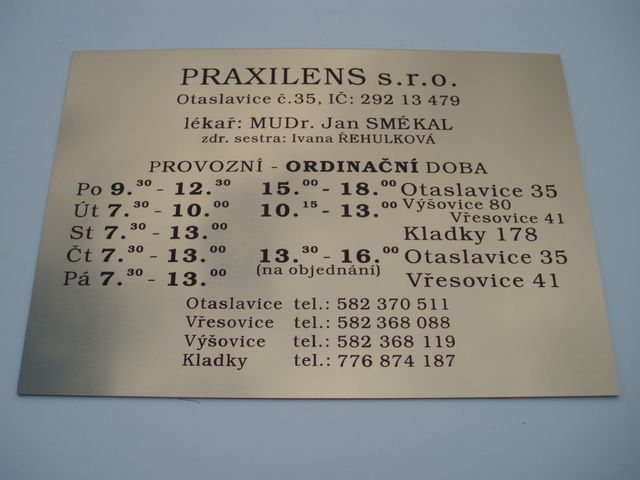 PRAXILENS s.r.o.
Otaslavice č.35, IČ: 292 13 479
lékař: MUDr. Jan SMÉKAL
zdr. sestra: Ivana ŘEHULKOVÁ
PROVOZNÍ - ORDINAČNÍ DOBA
Po 9.30 - 12.30 15.00 - 18.00 Otaslavice 35
Út 7.30 - 10.00 10.15 - 13.00 Výšovice 80
Vřesovice 41
St 7.30 - 13.00 Kladky 178
Čt 7.30 - 13.00 13.30 - 16.00 Otaslavice 35
(na objednání)
Pá 7.30 - 13.00 Vřesovice 41
Otaslavice tel.: 582 370 511
Vřesovice tel.: 582 368 088
Výšovice tel.: 582 368 119
Kladky tel.: 776 874 187